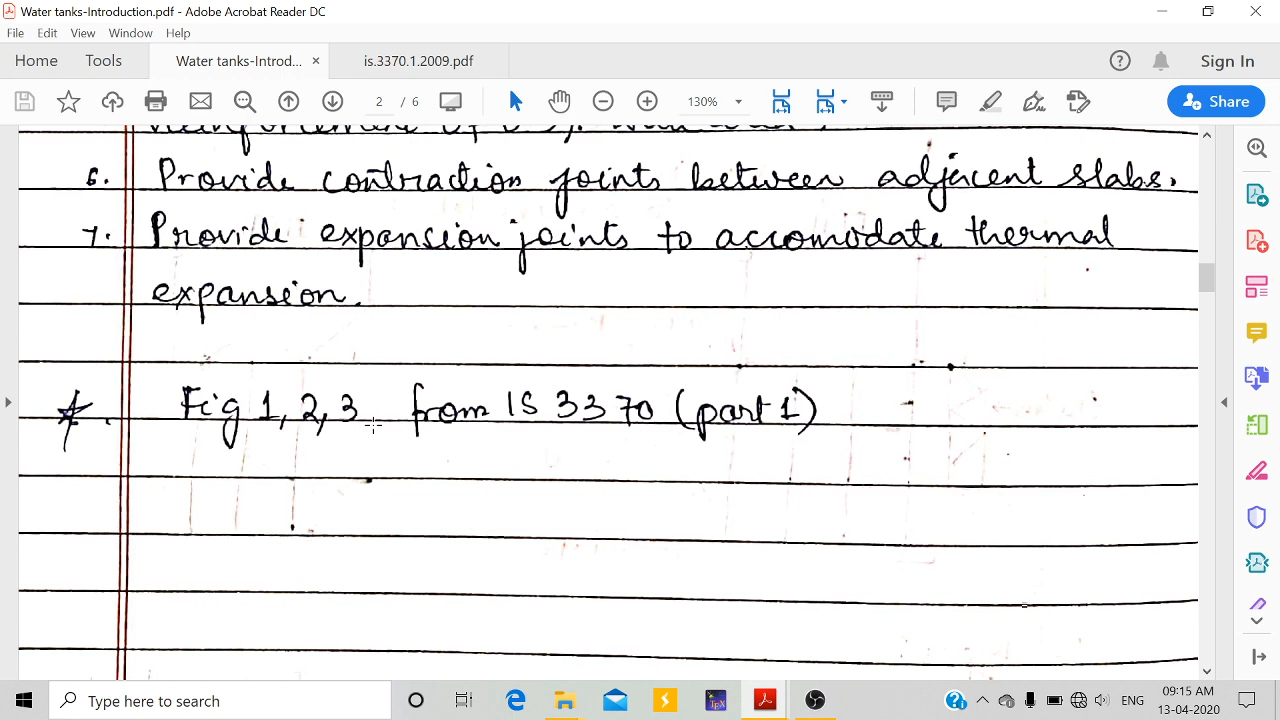 Water tanks-Introduction.pdf - Adobe Acrobat Reader DC
File Edit View Window Help
Home Tools Water tanks-Introd... × is.3370.1.2009.pdf Sign In
2 / 6 130% Share
6. Provide contraction joints between adjacent slabs.
7. Provide expansion joints to accomodate thermal
expansion.
Fig 1, 2, 3 from IS 3370 (part 1)
Type here to search
ENG 09:15 AM
13-04-2020